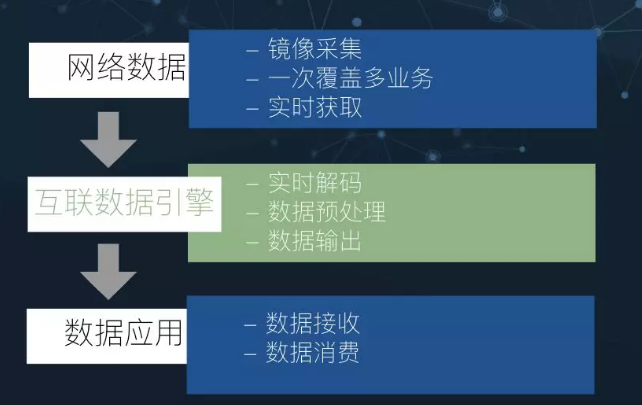 网络数据
– 镜像采集
– 一次覆盖多业务
– 实时获取
互联数据引擎
– 实时解码
– 数据预处理
– 数据输出
数据应用
– 数据接收
– 数据消费